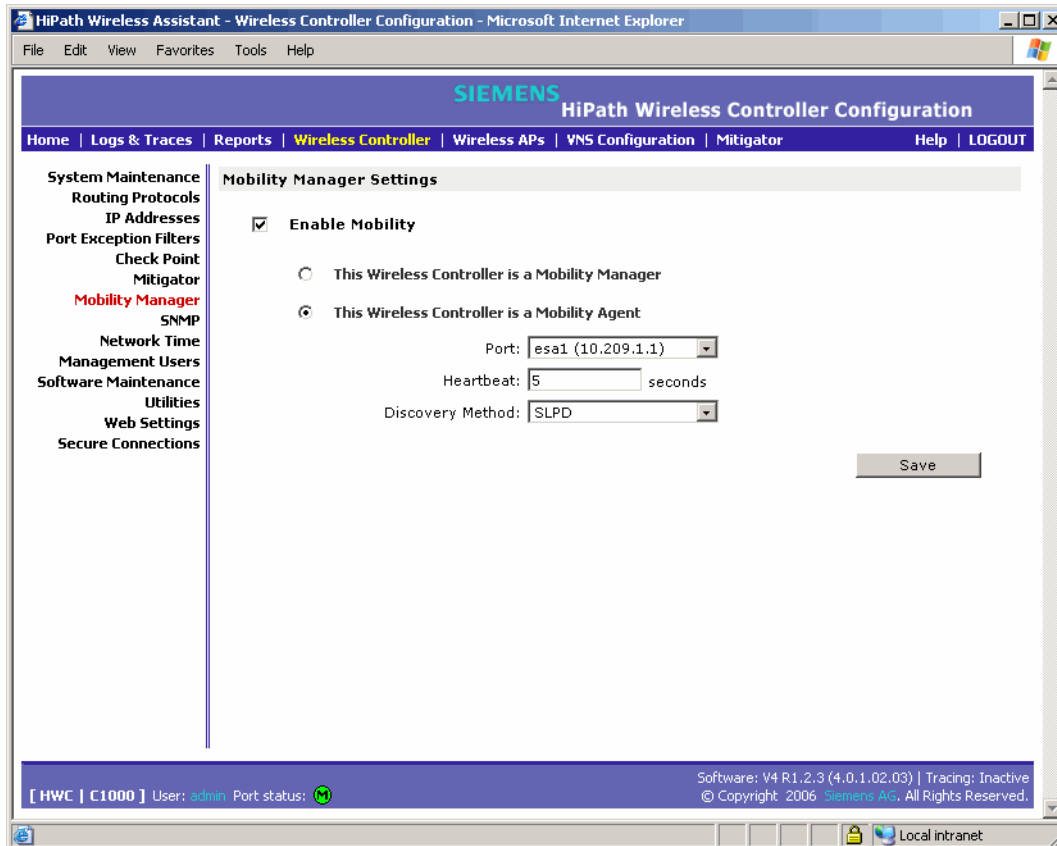 HiPath Wireless Assistant - Wireless Controller Configuration - Microsoft Internet Explorer
File Edit View Favorites Tools Help
SIEMENS
HiPath Wireless Controller Configuration
Home | Logs & Traces | Reports | Wireless Controller | Wireless APs | VNS Configuration | Mitigator Help | LOGOUT
System Maintenance
Routing Protocols
IP Addresses
Port Exception Filters
Check Point
Mitigator
Mobility Manager
SNMP
Network Time
Management Users
Software Maintenance
Utilities
Web Settings
Secure Connections
Mobility Manager Settings
Enable Mobility
This Wireless Controller is a Mobility Manager
This Wireless Controller is a Mobility Agent
Port: esa1 (10.209.1.1)
Heartbeat: 5 seconds
Discovery Method: SLPD
Save
[ HWC | C1000 ] User: admin Port status: M
Software: V4 R1.2.3 (4.0.1.02.03) | Tracing: Inactive
© Copyright 2006 Siemens AG. All Rights Reserved.
Local intranet